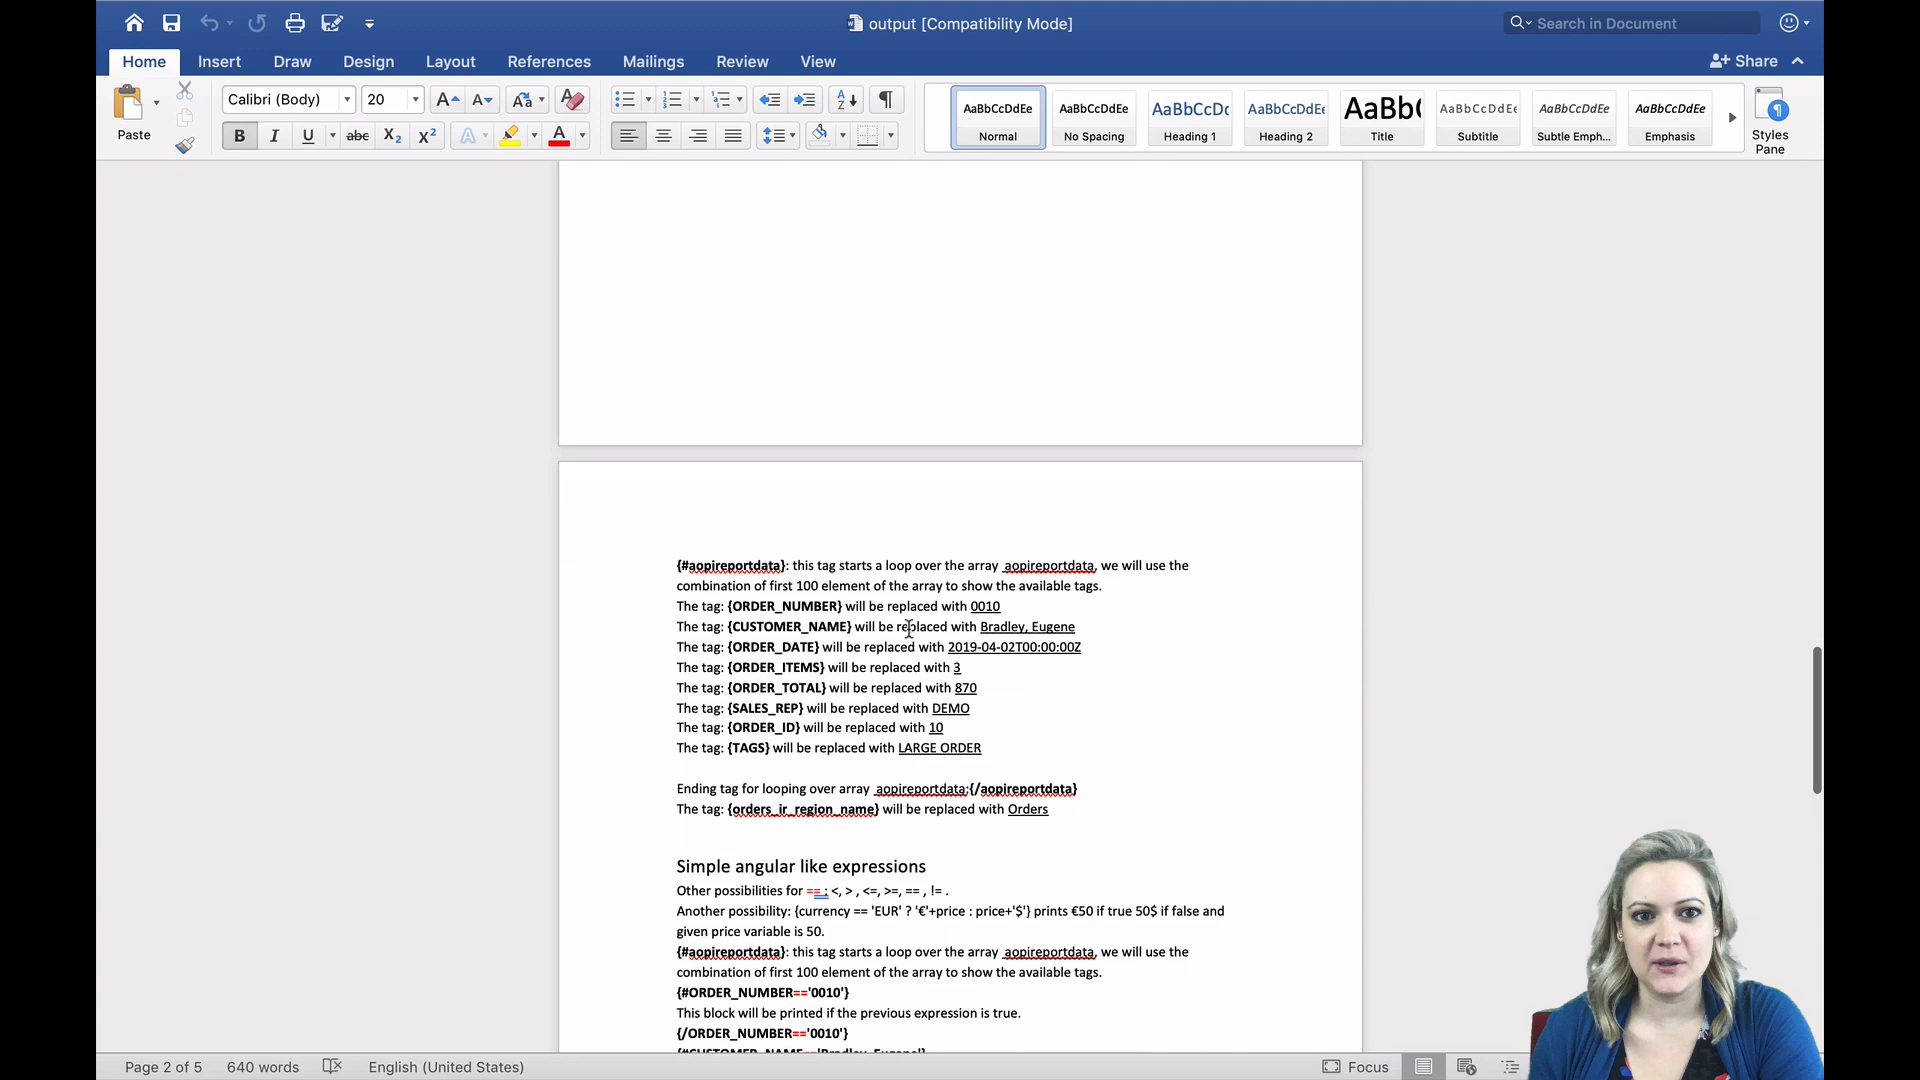 output [Compatibility Mode]
Search in Document
Home Insert Draw Design Layout References Mailings Review View
Share
Calibri (Body) 20
Paste
AaBbCcDdEe AaBbCcDdEe AaBbCcDc AaBbCcDdEe AaBb( AaBbCcDdEe AaBbCcDdEe AaBbCcDdEe
Normal No Spacing Heading 1 Heading 2 Title Subtitle Subtle Emph... Emphasis
Styles
Pane
{#aopireportdata}: this tag starts a loop over the array aopireportdata, we will use the
combination of first 100 element of the array to show the available tags.
The tag: {ORDER_NUMBER} will be replaced with 0010
The tag: {CUSTOMER_NAME} will be replaced with Bradley, Eugene
The tag: {ORDER_DATE} will be replaced with 2019-04-02T00:00:00Z
The tag: {ORDER_ITEMS} will be replaced with 3
The tag: {ORDER_TOTAL} will be replaced with 870
The tag: {SALES_REP} will be replaced with DEMO
The tag: {ORDER_ID} will be replaced with 10
The tag: {TAGS} will be replaced with LARGE ORDER
Ending tag for looping over array aopireportdata:{/aopireportdata}
The tag: {orders_ir_region_name} will be replaced with Orders
Simple angular like expressions
Other possibilities for == : <, > , <=, >=, == , != .
Another possibility: {currency == 'EUR' ? '€'+price : price+'$'} prints €50 if true 50$ if false and
given price variable is 50.
{#aopireportdata}: this tag starts a loop over the array aopireportdata, we will use the
combination of first 100 element of the array to show the available tags.
{#ORDER_NUMBER=='0010'}
This block will be printed if the previous expression is true.
{/ORDER_NUMBER=='0010'}
{#CUSTOMER_NAME=='Bradley, Eugene'}
Page 2 of 5 640 words English (United States) Focus